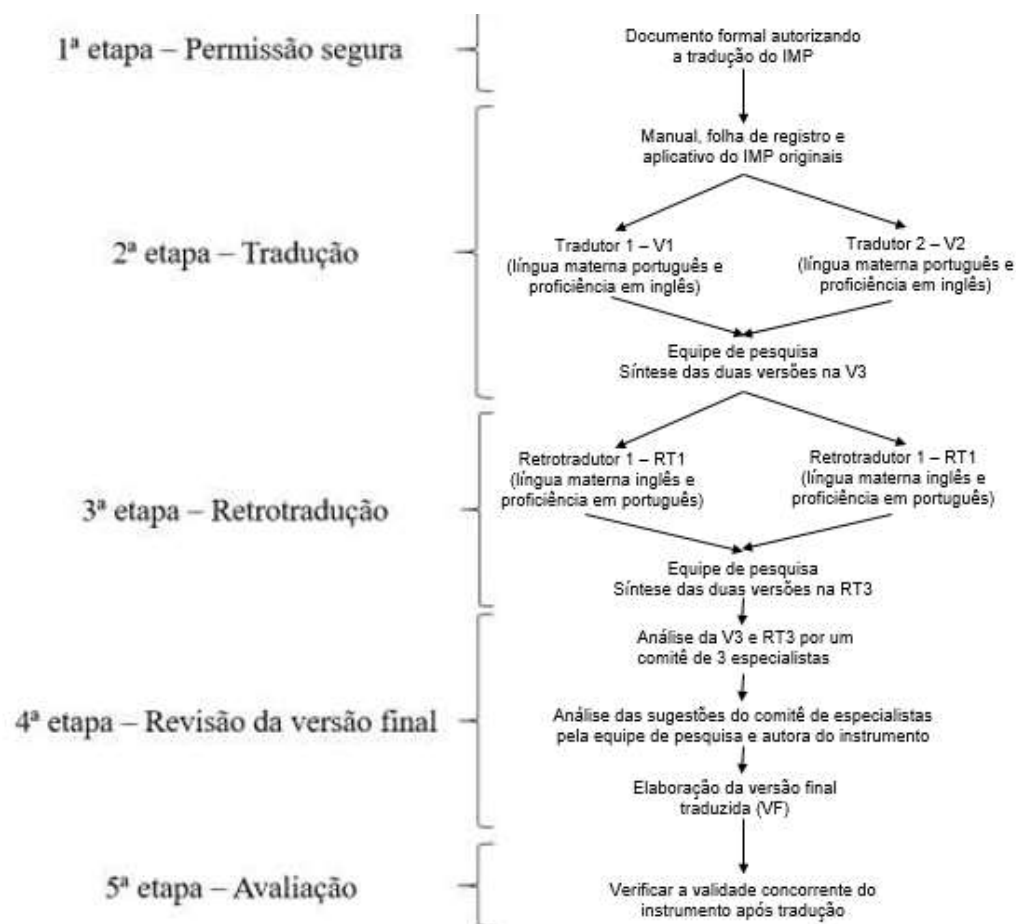 1ª etapa – Permissão segura
Documento formal autorizando
a tradução do IMP
2ª etapa – Tradução
Manual, folha de registro e
aplicativo do IMP originais
Tradutor 1 – V1
(língua materna português e
proficiência em inglês)
Tradutor 2 – V2
(língua materna português e
proficiência em inglês)
Equipe de pesquisa
Síntese das duas versões na V3
3ª etapa – Retrotradução
Retrotradutor 1 – RT1
(língua materna inglês e
proficiência em português)
Retrotradutor 1 – RT1
(língua materna inglês e
proficiência em português)
Equipe de pesquisa
Síntese das duas versões na RT3
4ª etapa – Revisão da versão final
Análise da V3 e RT3 por um
comitê de 3 especialistas
Análise das sugestões do comitê de especialistas
pela equipe de pesquisa e autora do instrumento
Elaboração da versão final
traduzida (VF)
5ª etapa – Avaliação
Verificar a validade concorrente do
instrumento após tradução